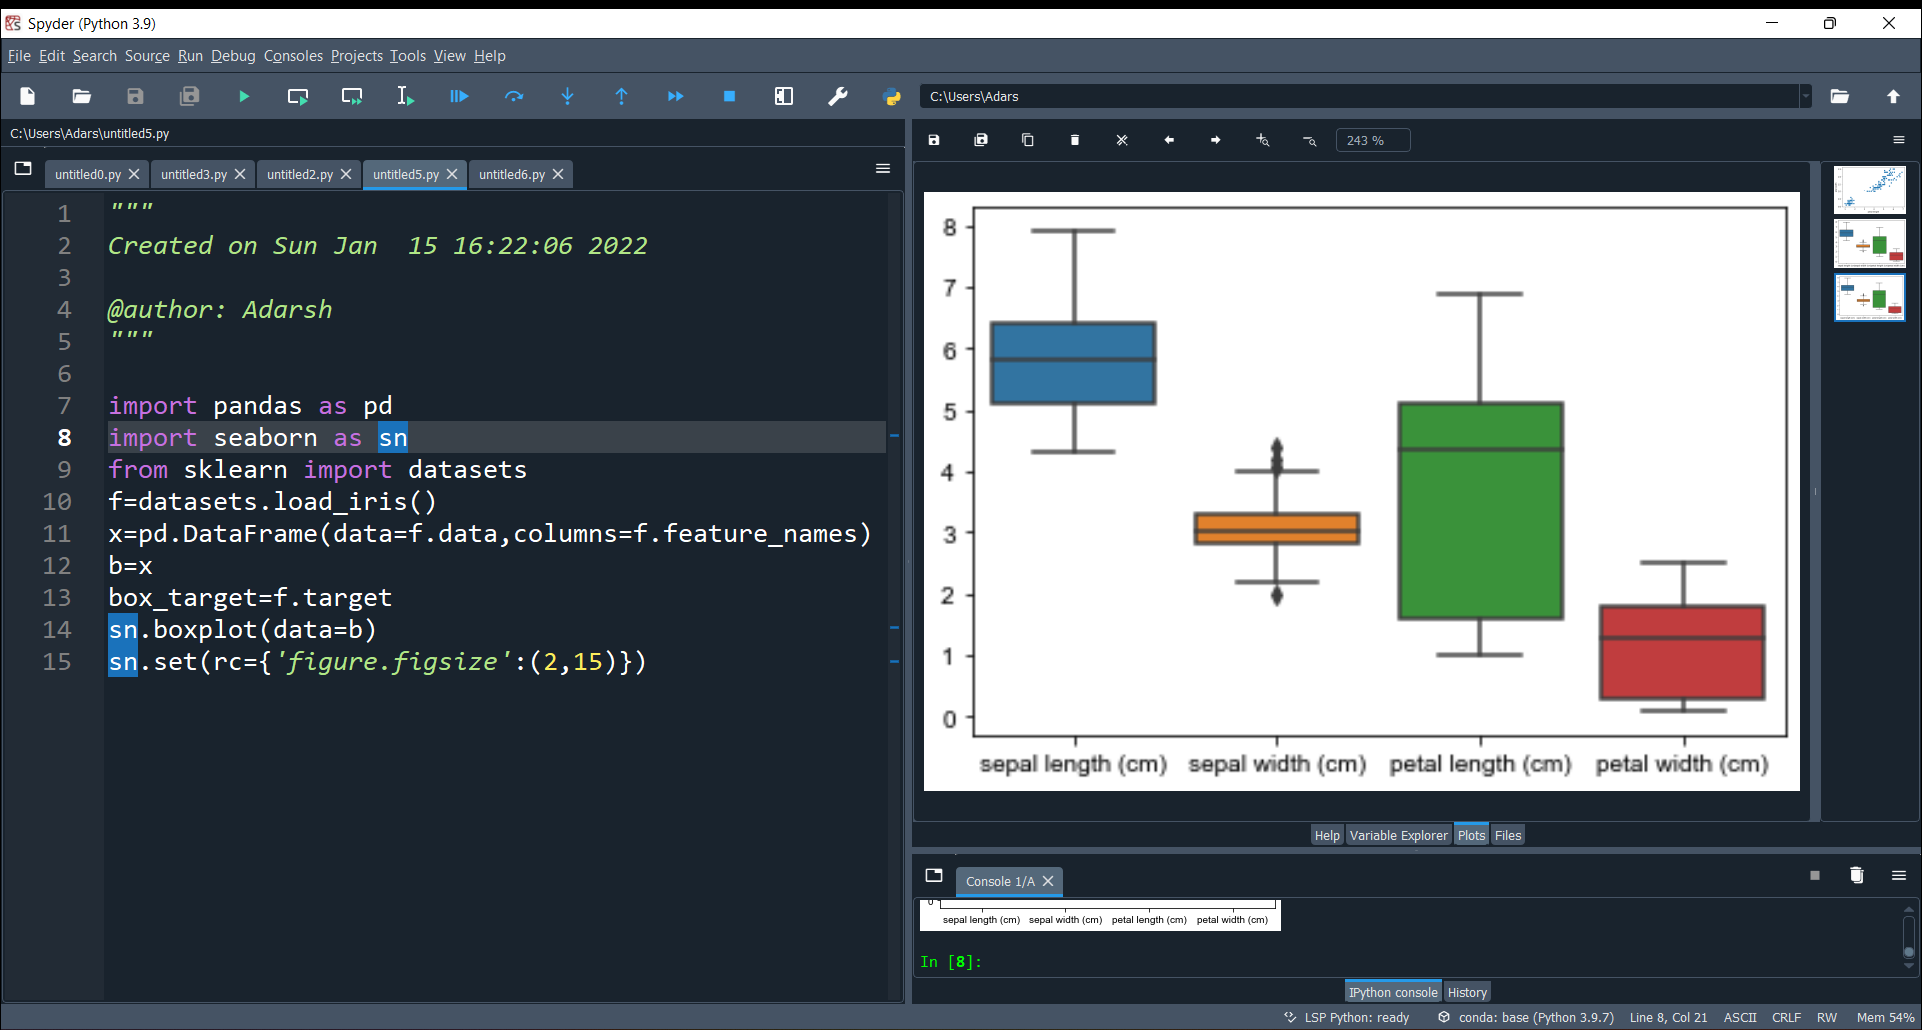 Spyder (Python 3.9)
File Edit Search Source Run Debug Consoles Projects Tools View Help
C:\Users\Adars
C:\Users\Adars\untitled5.py
243 %
untitled0.py untitled3.py untitled2.py untitled5.py untitled6.py
1 """
2 Created on Sun Jan  15 16:22:06 2022
3
4 @author: Adarsh
5 """
6
7 import pandas as pd
8 import seaborn as sn
9 from sklearn import datasets
10 f=datasets.load_iris()
11 x=pd.DataFrame(data=f.data,columns=f.feature_names)
12 b=x
13 box_target=f.target
14 sn.boxplot(data=b)
15 sn.set(rc={'figure.figsize':(2,15)})
8
7
6
5
4
3
2
1
0
sepal length (cm) sepal width (cm) petal length (cm) petal width (cm)
Help Variable Explorer Plots Files
Console 1/A
0
sepal length (cm) sepal width (cm) petal length (cm) petal width (cm)
In [8]:
IPython console History
LSP Python: ready conda: base (Python 3.9.7) Line 8, Col 21 ASCII CRLF RW Mem 54%